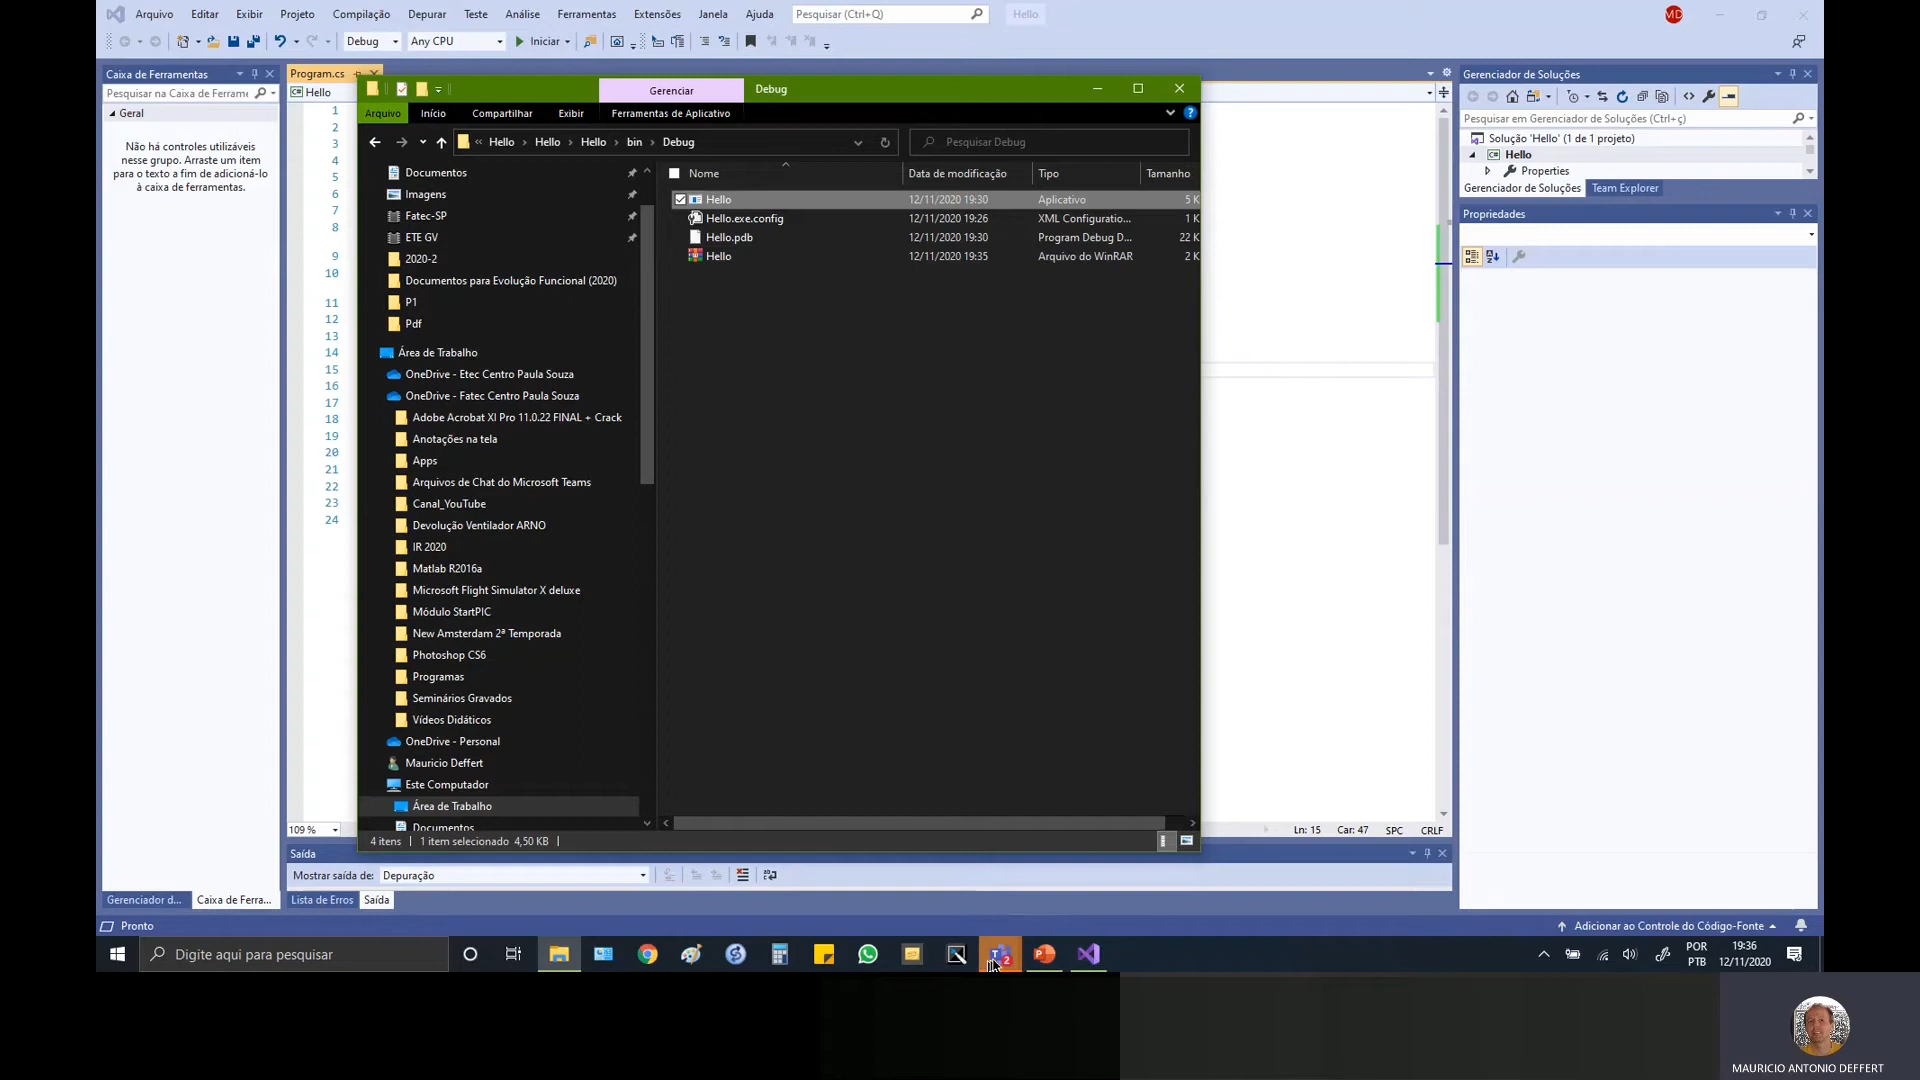 Arquivo Editar Exibir Projeto Compilação Depurar Teste Análise Ferramentas Extensões Janela Ajuda Pesquisar (Ctrl+Q) Hello MD
Debug Any CPU Iniciar
Caixa de Ferramentas
Pesquisar na Caixa de Ferrame
Geral
Não há controles utilizáveis
nesse grupo. Arraste um item
para o texto a fim de adicioná-lo
à caixa de ferramentas.
Program.cs
Hello
1
2
3
4
5
6
7
8
9
10
11
12
13
14
15
16
17
18
19
20
21
22
23
24
Gerenciar Debug
Arquivo Início Compartilhar Exibir Ferramentas de Aplicativo
Hello Hello Hello bin Debug Pesquisar Debug
Documentos
Imagens
Fatec-SP
ETE GV
2020-2
Documentos para Evolução Funcional (2020)
P1
Pdf
Área de Trabalho
OneDrive - Etec Centro Paula Souza
OneDrive - Fatec Centro Paula Souza
Adobe Acrobat XI Pro 11.0.22 FINAL + Crack
Anotações na tela
Apps
Arquivos de Chat do Microsoft Teams
Canal_YouTube
Devolução Ventilador ARNO
IR 2020
Matlab R2016a
Microsoft Flight Simulator X deluxe
Módulo StartPIC
New Amsterdam 2ª Temporada
Photoshop CS6
Programas
Seminários Gravados
Vídeos Didáticos
OneDrive - Personal
Mauricio Deffert
Este Computador
Área de Trabalho
Documentos
Nome Data de modificação Tipo Tamanho
Hello 12/11/2020 19:30 Aplicativo 5 K
Hello.exe.config 12/11/2020 19:26 XML Configuratio... 1 K
Hello.pdb 12/11/2020 19:30 Program Debug D... 22 K
Hello 12/11/2020 19:35 Arquivo do WinRAR 2 K
4 itens 1 item selecionado 4,50 KB
Gerenciador de Soluções
Pesquisar em Gerenciador de Soluções (Ctrl+ç)
Solução 'Hello' (1 de 1 projeto)
Hello
Properties
Gerenciador de Soluções Team Explorer
Propriedades
109 % Ln: 15 Car: 47 SPC CRLF
Saída
Mostrar saída de: Depuração
Gerenciador d... Caixa de Ferra... Lista de Erros Saída
Pronto Adicionar ao Controle do Código-Fonte
Digite aqui para pesquisar 2 POR 19:36
PTB 12/11/2020
MAURICIO ANTONIO DEFFERT